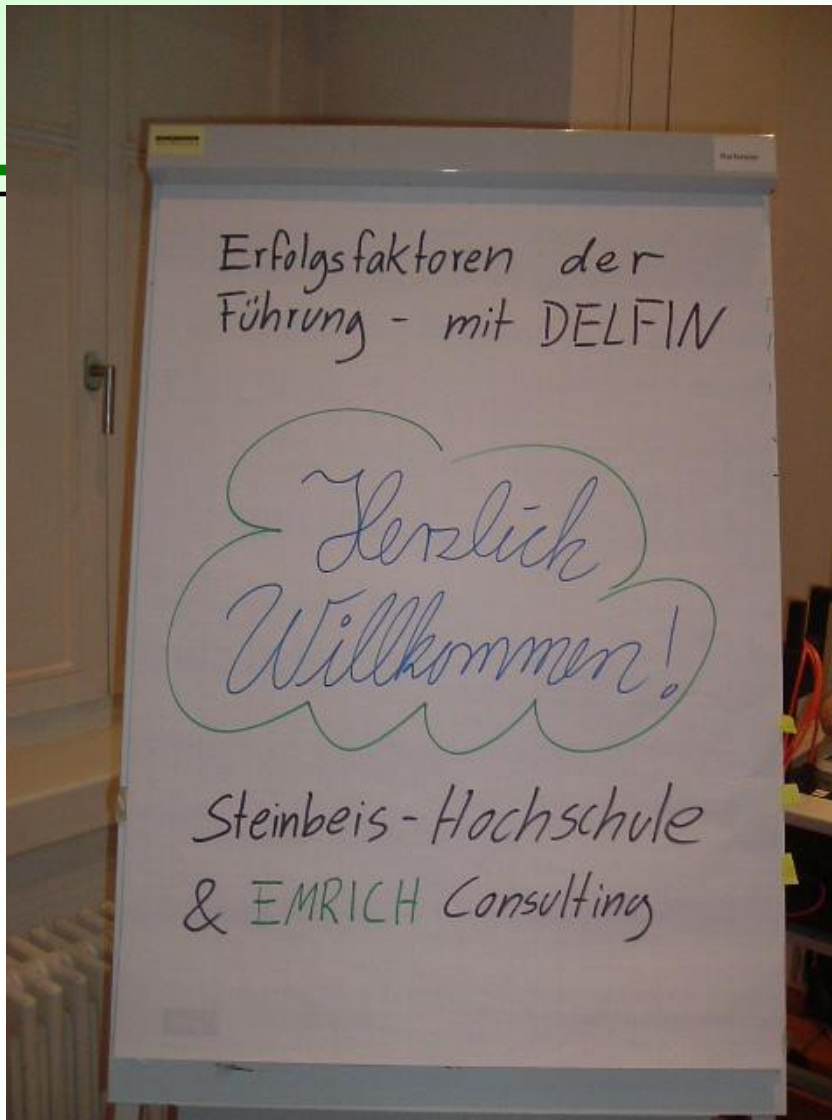 Erfolgsfaktoren der
Führung - mit DELFIN
Herzlich
Willkommen!
Steinbeis-Hochschule
& EMRICH Consulting